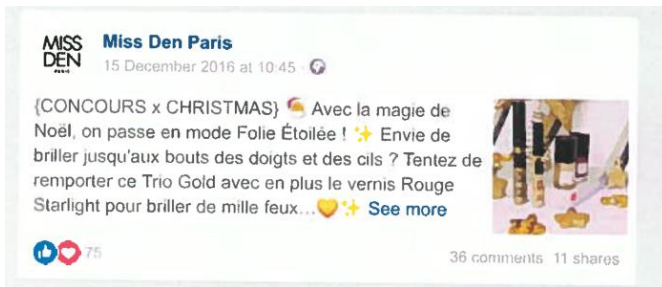 MISS
DEN
PARIS
Miss Den Paris
15 December 2016 at 10:45 ·
{CONCOURS x CHRISTMAS} 🎅 Avec la magie de
Noël, on passe en mode Folie Étoilée ! ✨ Envie de
briller jusqu'aux bouts des doigts et des cils ? Tentez de
remporter ce Trio Gold avec en plus le vernis Rouge
Starlight pour briller de mille feux...💛✨ See more
75
36 comments 11 shares